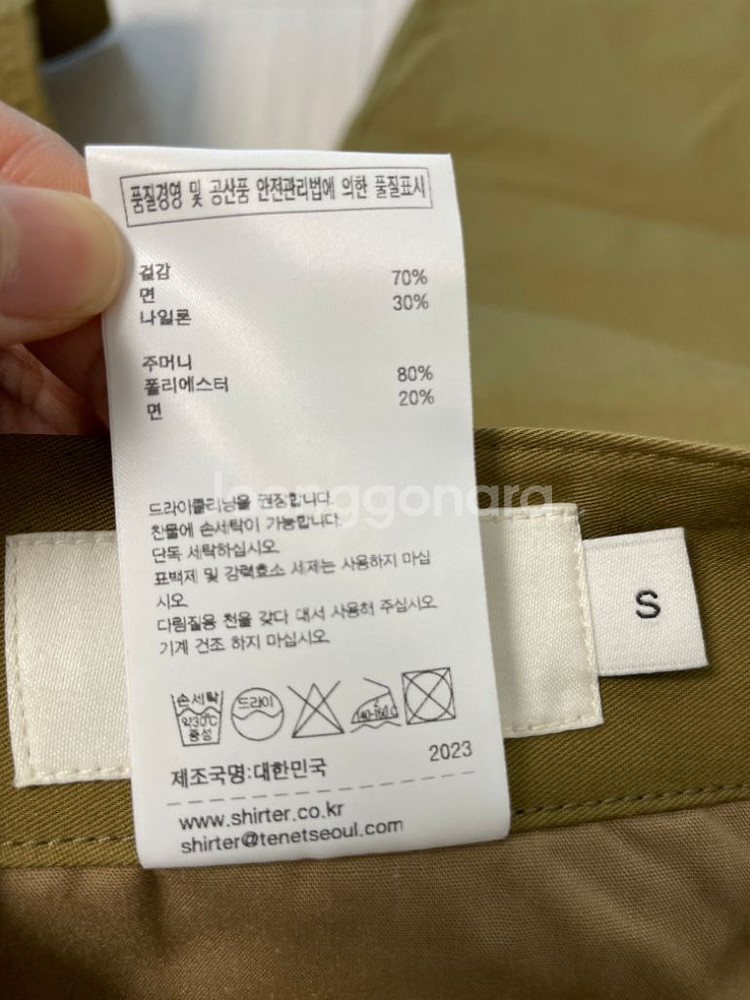 품질경영 및 공산품 안전관리법에 의한 품질표시
겉감
면 70%
나일론 30%
주머니
폴리에스터 80%
면 20%
joonggonara
드라이클리닝을 권장합니다.
찬물에 손세탁이 가능합니다.
단독 세탁하십시오.
표백제 및 강력효소 세제는 사용하지 마십
시오.
다림질용 천을 갖다 대서 사용허 주십시오.
기계 건조 하지 마십시오.
S
손세탁
약30℃
중성
드라이
140-160℃
제조국명:대한민국 2023
www.shirter.co.kr
shirter@tenetseoul.com